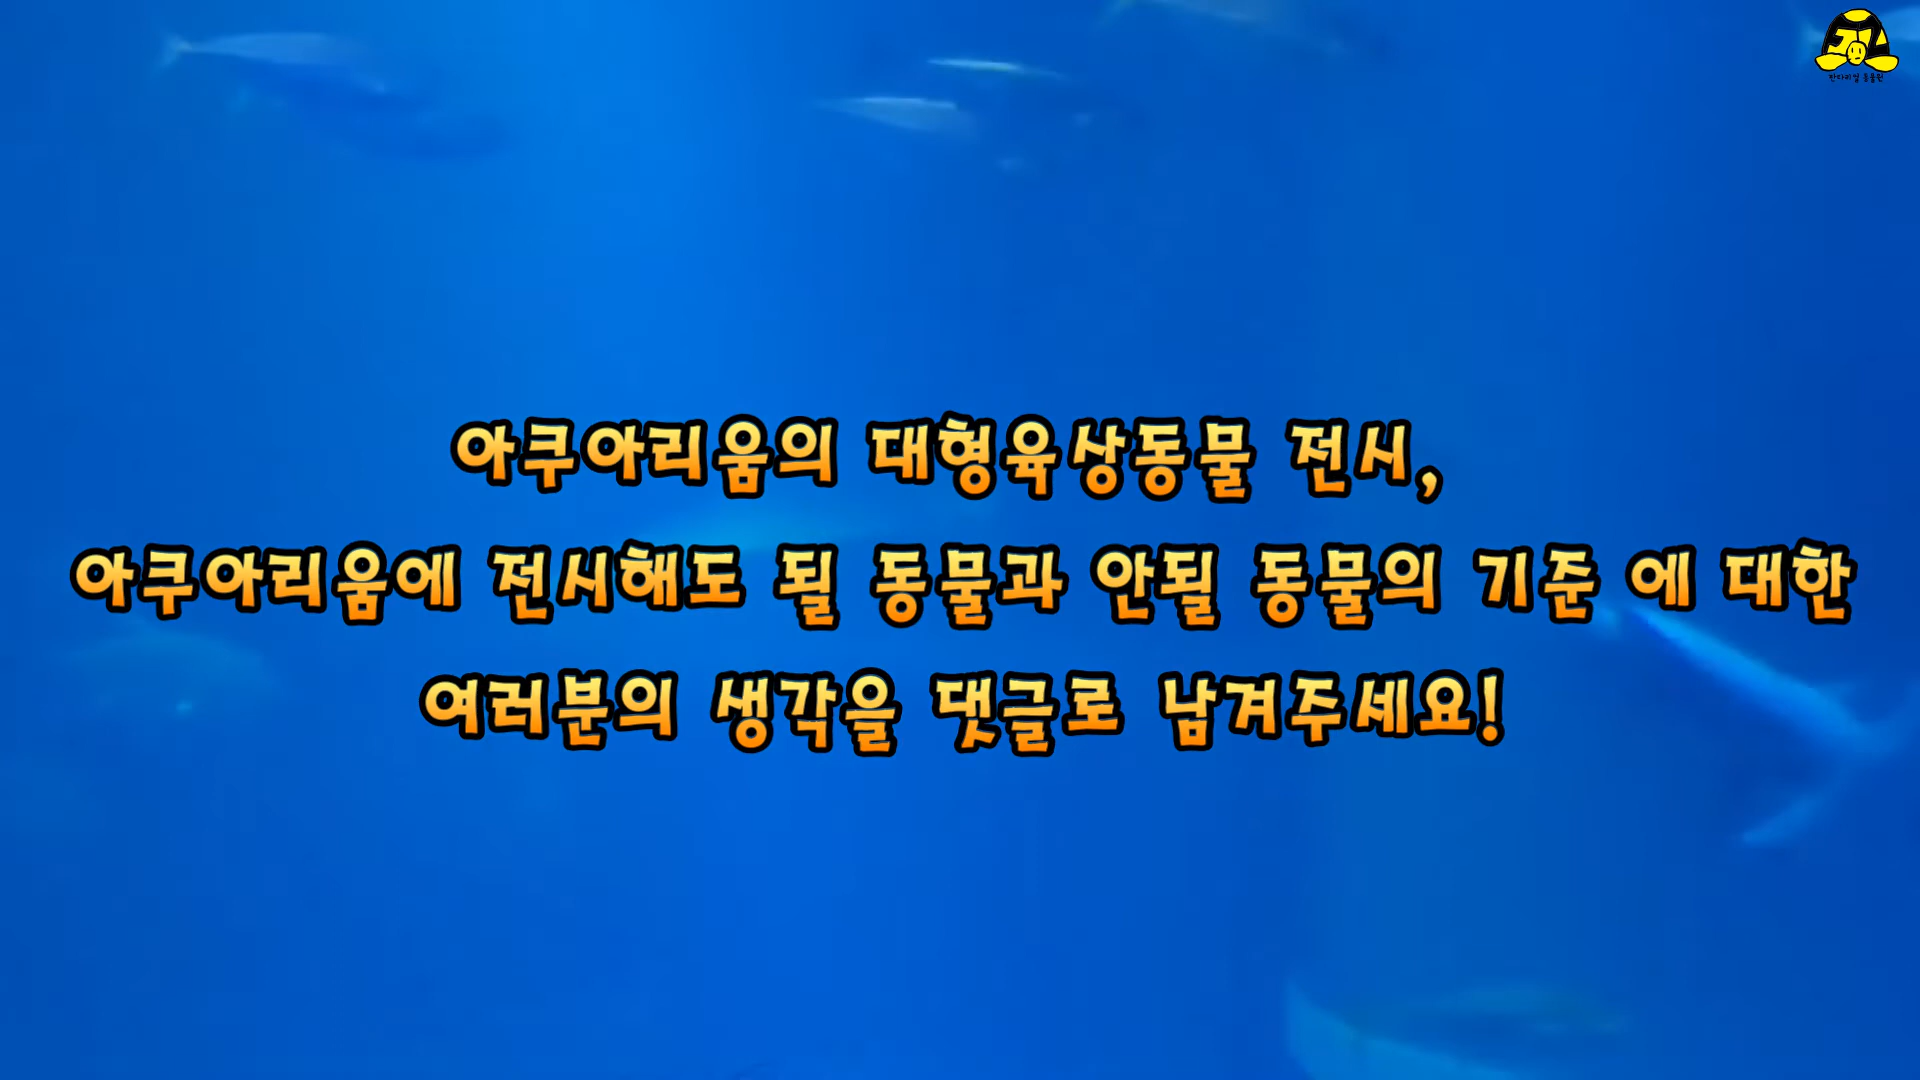 아쿠아리움의 대형육상동물 전시,
아쿠아리움에 전시해도 될 동물과 안될 동물의 기준 에 대한
여러분의 생각을 댓글로 남겨주세요!